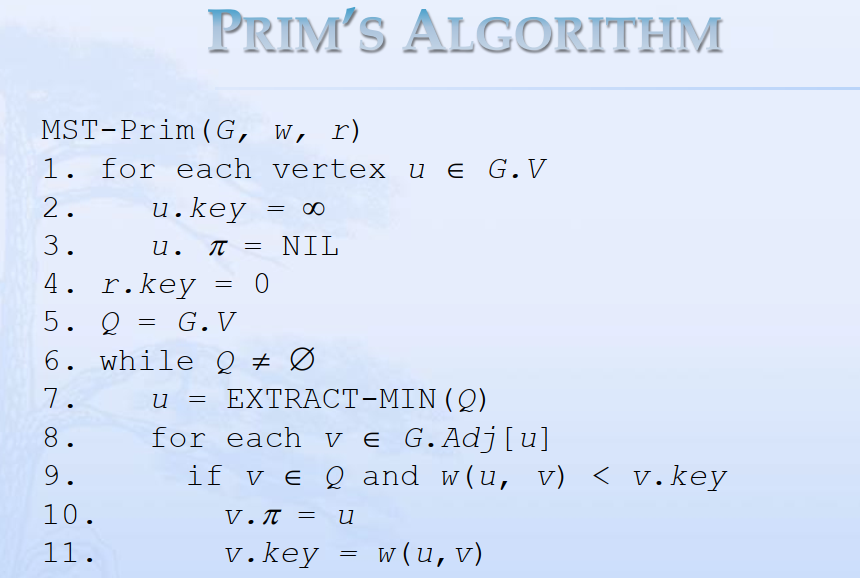 PRIM'S ALGORITHM
MST-Prim(G, w, r)
1. for each vertex u ∈ G.V
2. u.key = ∞
3. u. π = NIL
4. r.key = 0
5. Q = G.V
6. while Q ≠ ∅
7. u = EXTRACT-MIN(Q)
8. for each v ∈ G.Adj[u]
9. if v ∈ Q and w(u, v) < v.key
10. v.π = u
11. v.key = w(u,v)